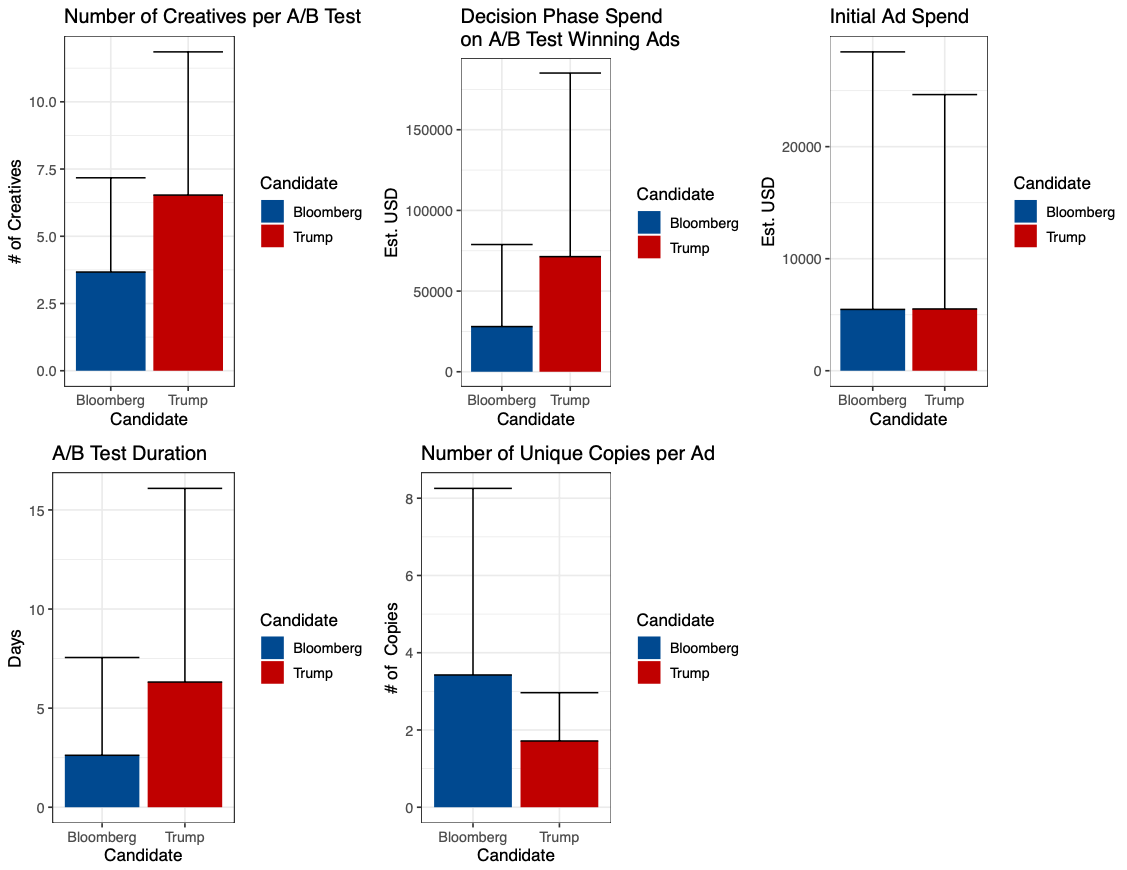 Number of Creatives per A/B Test
# of Creatives
10.0
7.5
5.0
2.5
0.0
Bloomberg Trump
Candidate
Candidate
Bloomberg
Trump
Decision Phase Spend
on A/B Test Winning Ads
Est. USD
150000
100000
50000
0
Bloomberg Trump
Candidate
Candidate
Bloomberg
Trump
Initial Ad Spend
Est. USD
20000
10000
0
Bloomberg Trump
Candidate
Candidate
Bloomberg
Trump
A/B Test Duration
Days
15
10
5
0
Bloomberg Trump
Candidate
Candidate
Bloomberg
Trump
Number of Unique Copies per Ad
# of Copies
8
6
4
2
0
Bloomberg Trump
Candidate
Candidate
Bloomberg
Trump